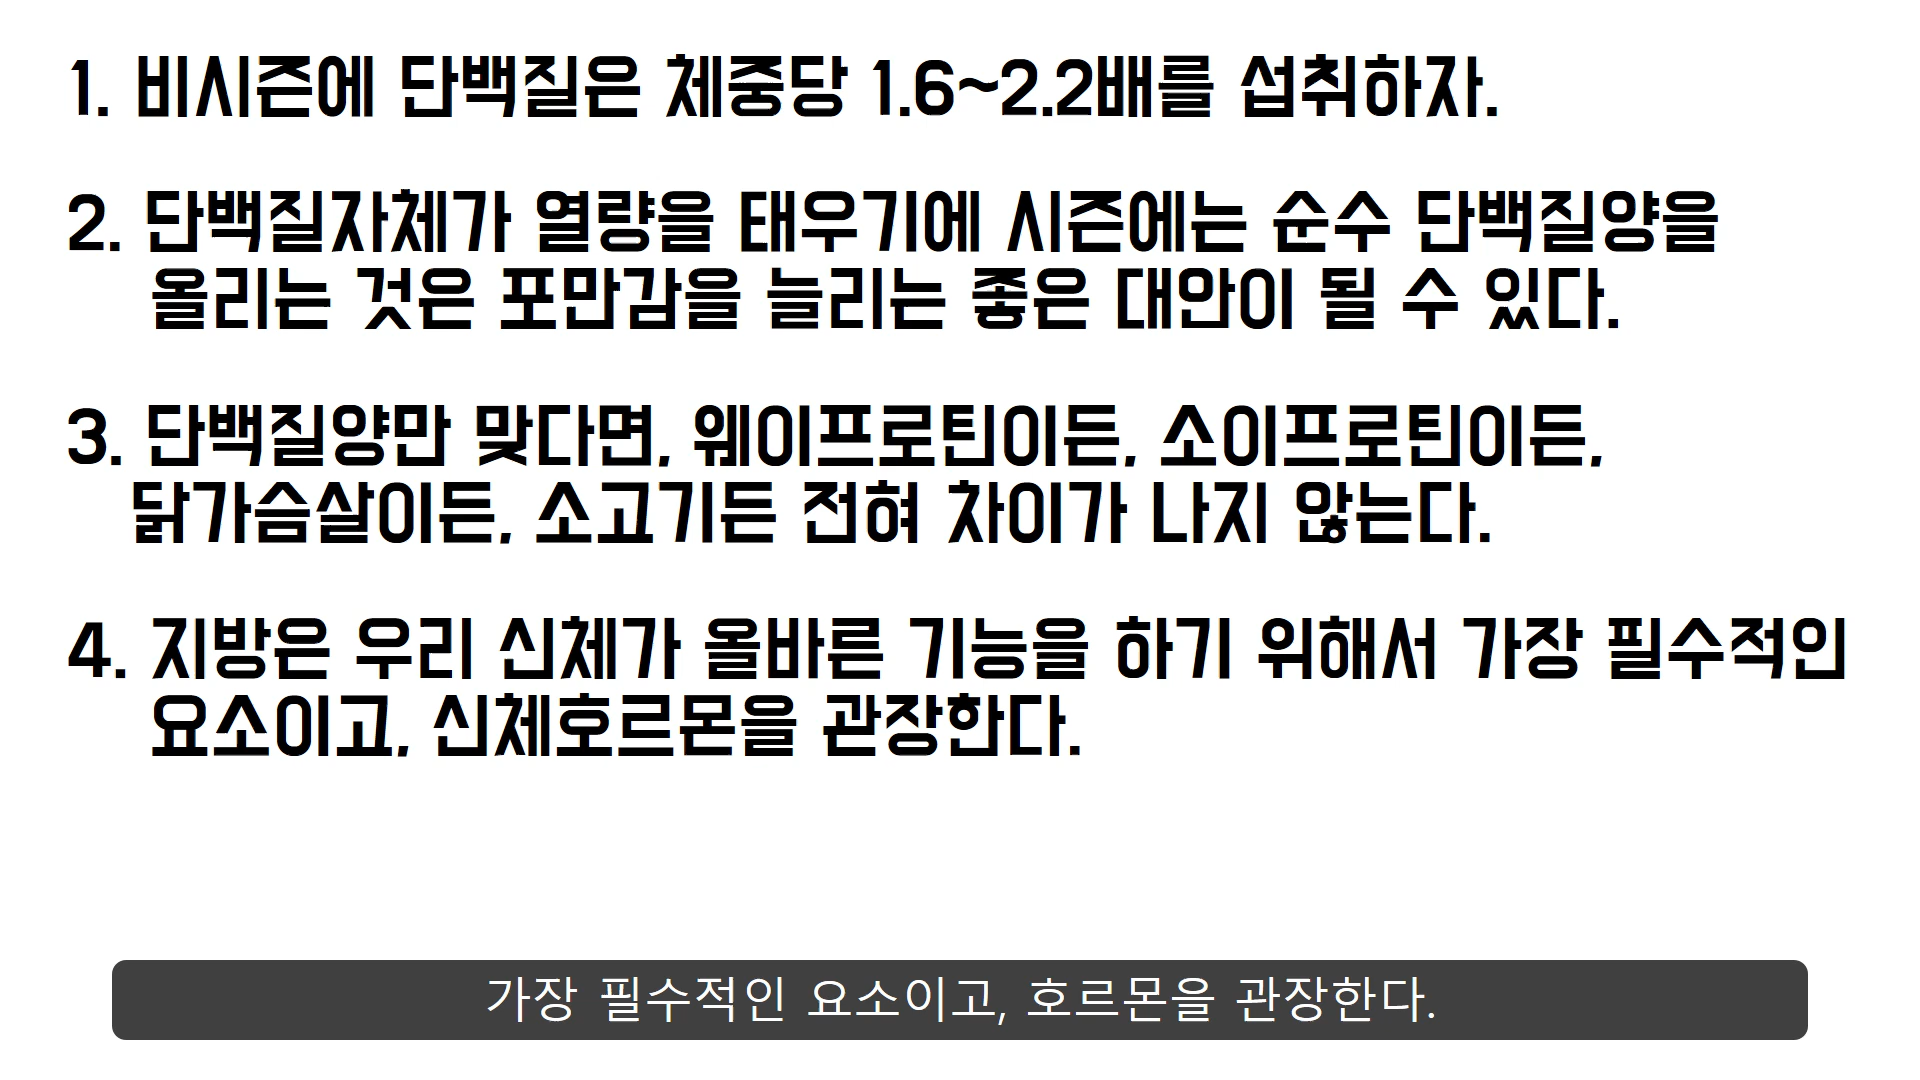 1. 비시즌에 단백질은 체중당 1.6~2.2배를 섭취하자.
2. 단백질자체가 열량을 태우기에 시즌에는 순수 단백질양을
올리는 것은 포만감을 늘리는 좋은 대안이 될 수 있다.
3. 단백질양만 맞다면, 웨이프로틴이든, 소이프로틴이든,
닭가슴살이든, 소고기든 전혀 차이가 나지 않는다.
4. 지방은 우리 신체가 올바른 기능을 하기 위해서 가장 필수적인
요소이고, 신체호르몬을 관장한다.
가장 필수적인 요소이고, 호르몬을 관장한다.